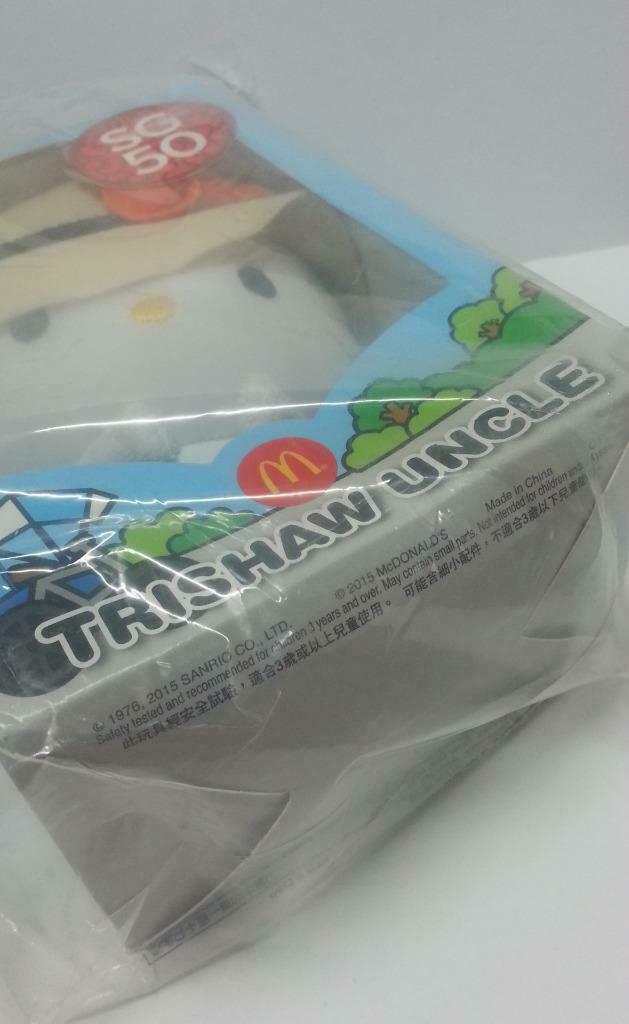 SG
50
M
TRISHAW UNCLE
© 1976, 2015 SANRIO CO., LTD. © 2015 McDONALD'S Made in China
Safety tested and recommended for children 3 years and over. May contain small parts. Not intended for children under
此玩具經安全試驗，適合3歲或以上兒童使用。 可能含細小配件，不適合3歲以下兒童使